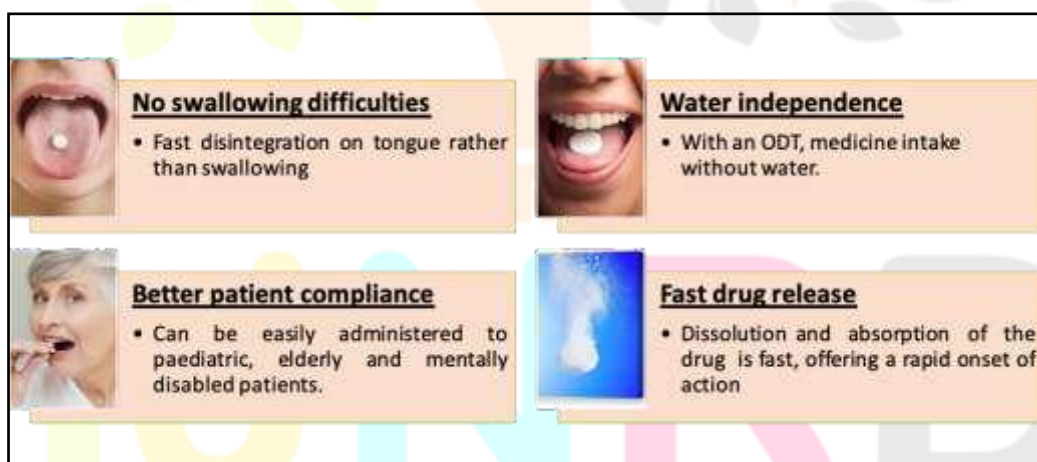 No swallowing difficulties
• Fast disintegration on tongue rather
than swallowing
Water independence
• With an ODT, medicine intake
without water.
Better patient compliance
• Can be easily administered to
paediatric, elderly and mentally
disabled patients.
Fast drug release
• Dissolution and absorption of the
drug is fast, offering a rapid onset of
action